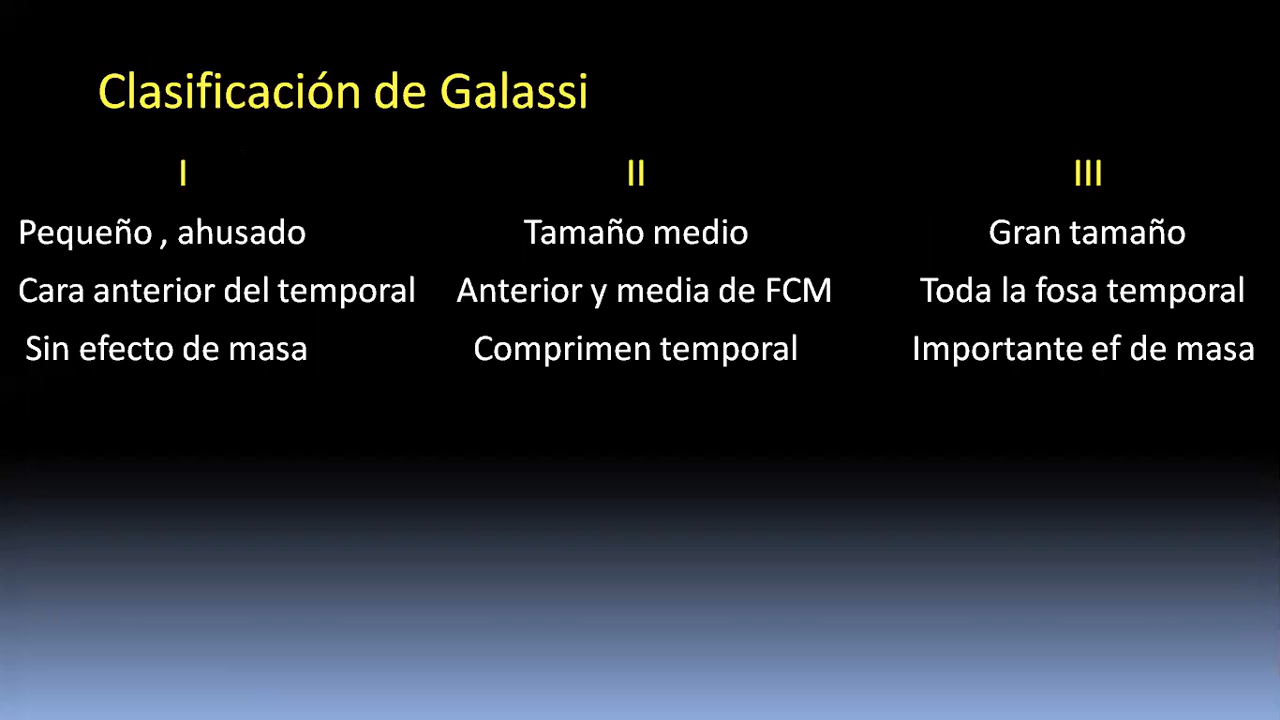 Clasificación de Galassi
I II III
Pequeño , ahusado Tamaño medio Gran tamaño
Cara anterior del temporal Anterior y media de FCM Toda la fosa temporal
Sin efecto de masa Comprimen temporal Importante ef de masa